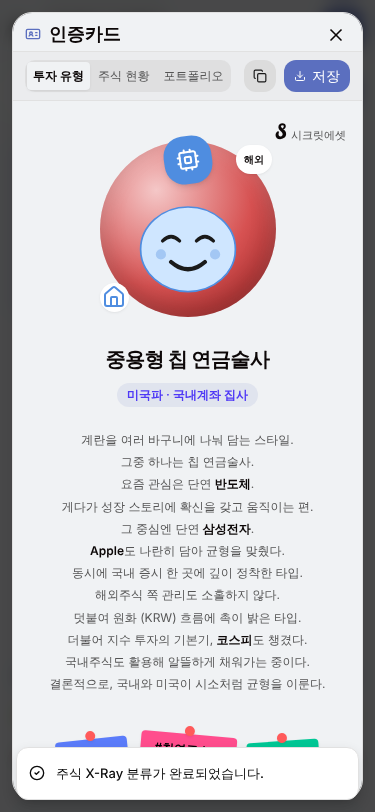 인증카드
투자 유형
주식 현황
포트폴리오
저장
시크릿에셋
해외
중용형 칩 연금술사
미국파 · 국내계좌 집사
계란을 여러 바구니에 나눠 담는 스타일.
그중 하나는 칩 연금술사.
요즘 관심은 단연 반도체.
게다가 성장 스토리에 확신을 갖고 움직이는 편.
그 중심엔 단연 삼성전자.
Apple도 나란히 담아 균형을 맞췄다.
동시에 국내 증시 한 곳에 깊이 정착한 타입.
해외주식 쪽 관리도 소홀하지 않다.
덧붙여 원화 (KRW) 흐름에 촉이 밝은 타입.
더불어 지수 투자의 기본기, 코스피도 챙겼다.
국내주식도 활용해 알뜰하게 채워가는 중이다.
결론적으로, 국내와 미국이 시소처럼 균형을 이룬다.
주식 X-Ray 분류가 완료되었습니다.